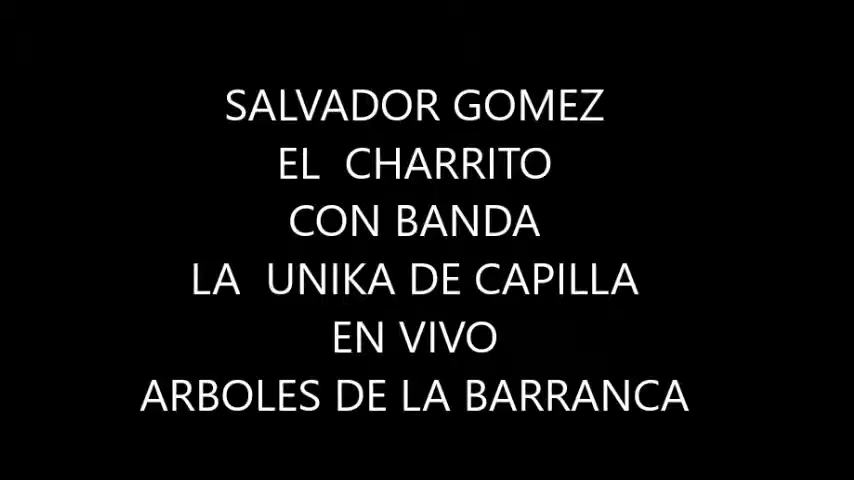 SALVADOR GOMEZ
EL CHARRITO
CON BANDA
LA UNIKA DE CAPILLA
EN VIVO
ARBOLES DE LA BARRANCA